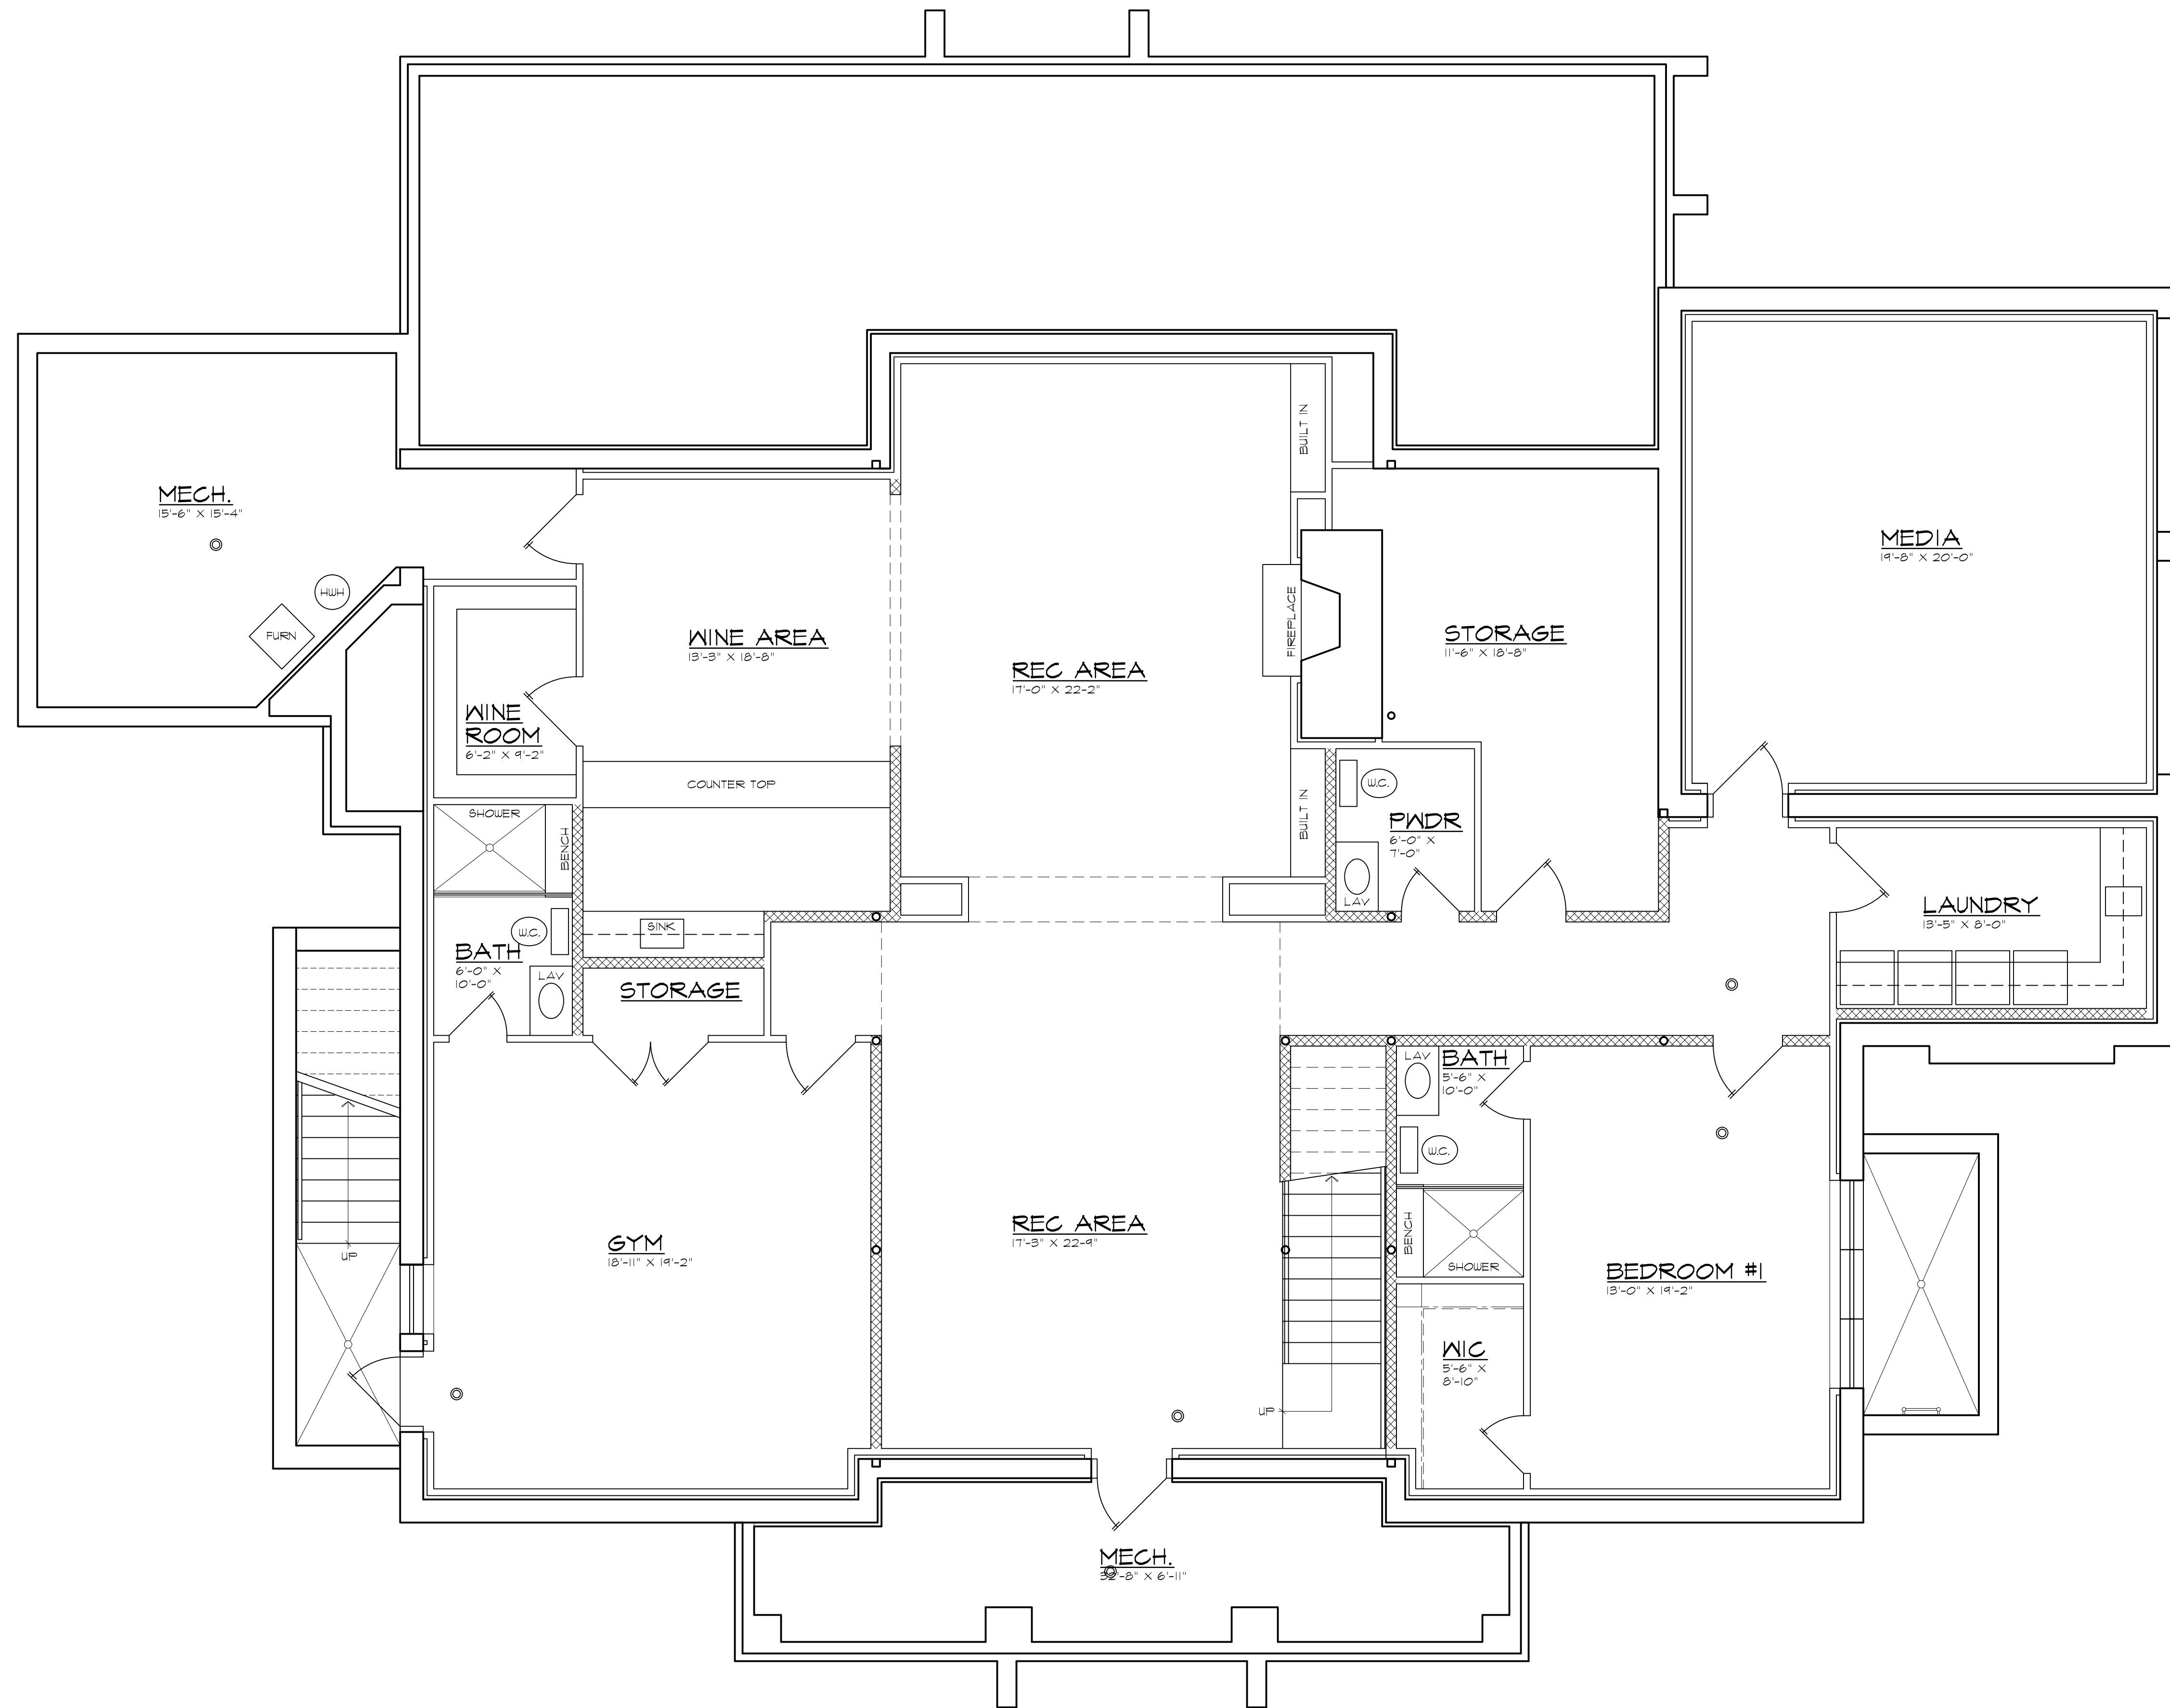 BUILT IN
MECH.
15'-6" X 15'-4"
HWH
FURN
WINE AREA
13'-3" X 18'-8"
REC AREA
17'-0" X 22-2"
FIREPLACE
STORAGE
11'-6" X 18'-8"
MEDIA
19'-8" X 20'-0"
WINE
ROOM
6'-2" X 9'-2"
COUNTER TOP
BUILT IN
W.C.
PWDR
6'-0" X
7'-0"
LAV
SHOWER
BENCH
W.C.
BATH
6'-0" X
10'-0"
LAV
SINK
STORAGE
LAUNDRY
13'-5" X 8'-0"
LAV
BATH
5'-6" X
10'-0"
W.C.
BENCH
SHOWER
UP
GYM
18'-11" X 19'-2"
REC AREA
17'-3" X 22-9"
BEDROOM #1
13'-0" X 19'-2"
WIC
5'-6" X
8'-10"
UP
MECH.
32'-8" X 6'-11"